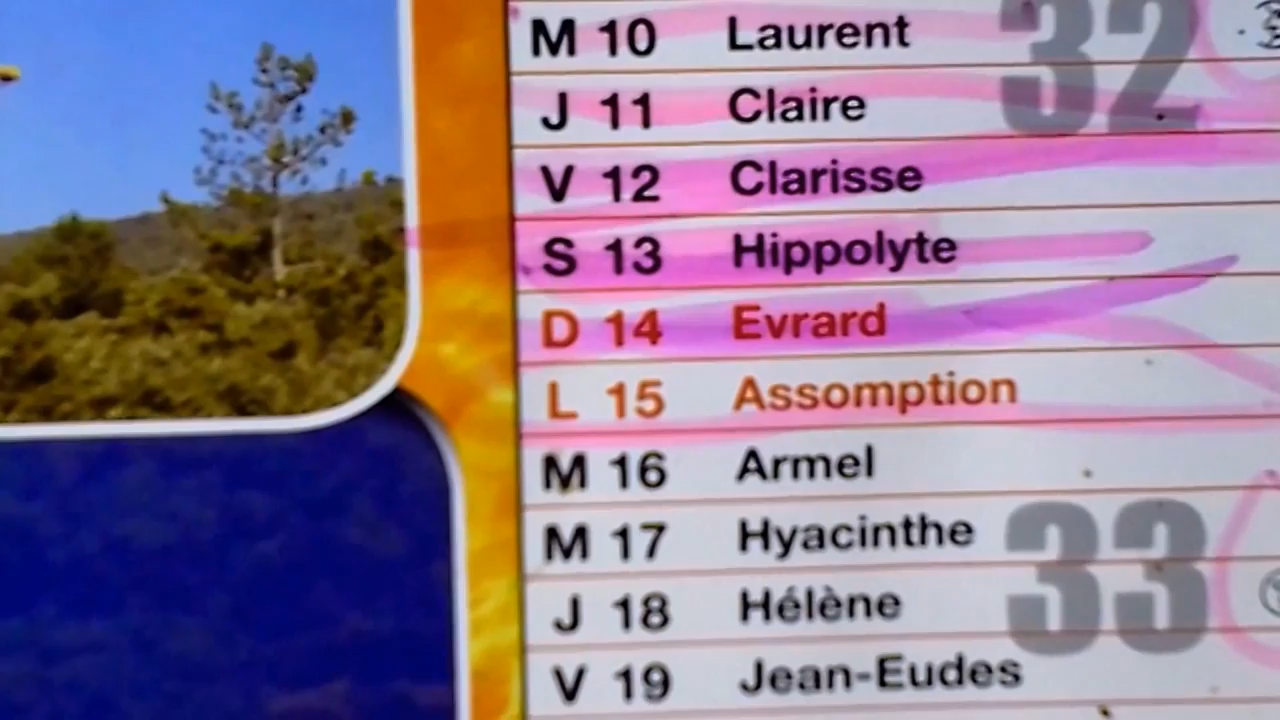 M 10 Laurent 32
J 11 Claire
V 12 Clarisse
S 13 Hippolyte
D 14 Evrard
L 15 Assomption
M 16 Armel
M 17 Hyacinthe 33
J 18 Hélène
V 19 Jean-Eudes